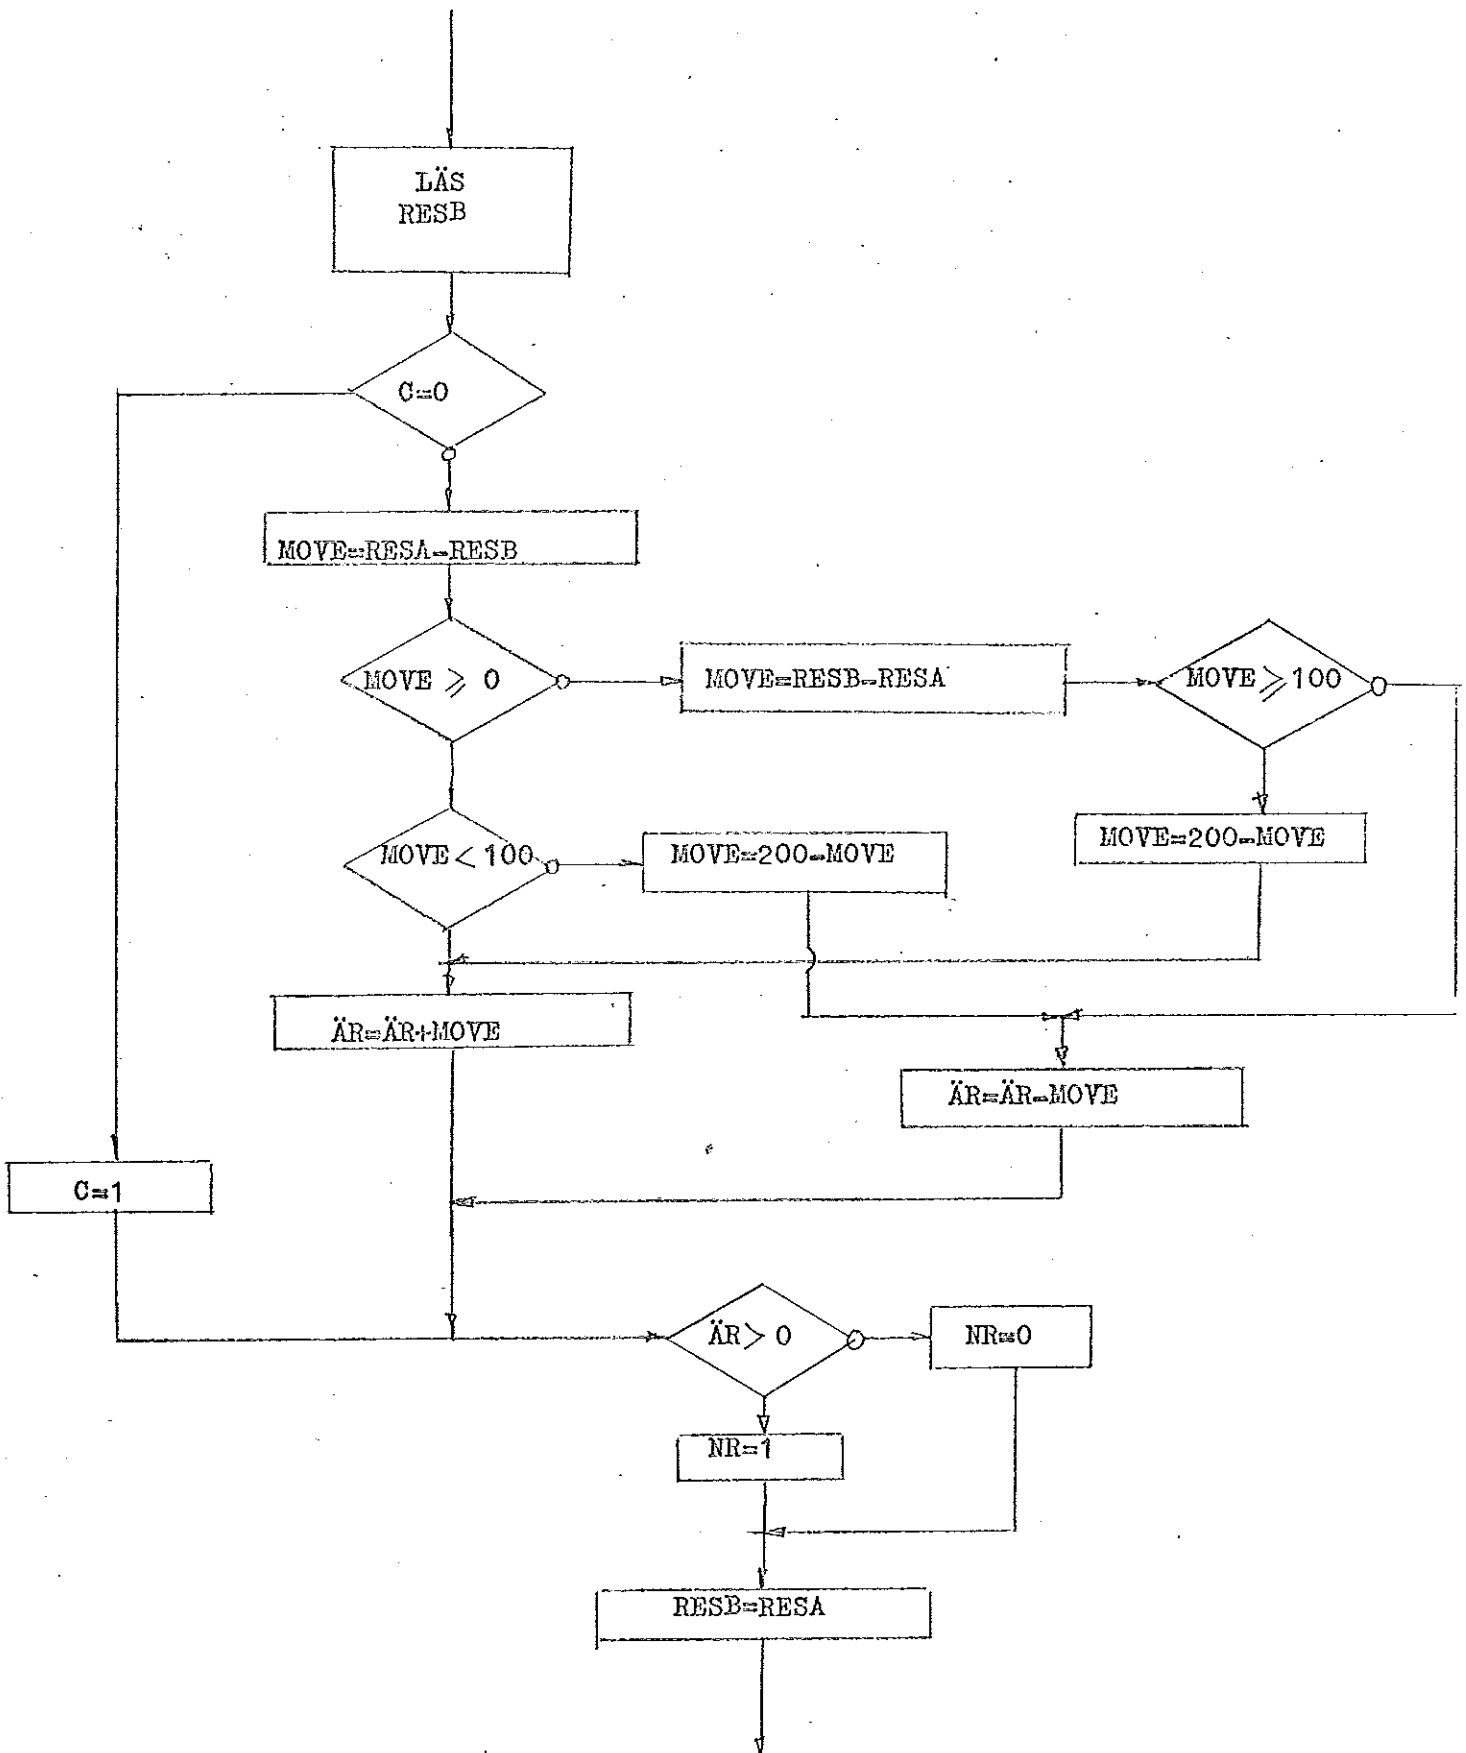 LÄS
RESB
C=0
MOVE=RESA-RESB
MOVE ⩾ 0
MOVE=RESB-RESA
MOVE ⩾ 100
MOVE < 100
MOVE=200-MOVE
MOVE=200-MOVE
ÄR=ÄR+MOVE
ÄR=ÄR-MOVE
C=1
ÄR > 0
NR=0
NR=1
RESB=RESA